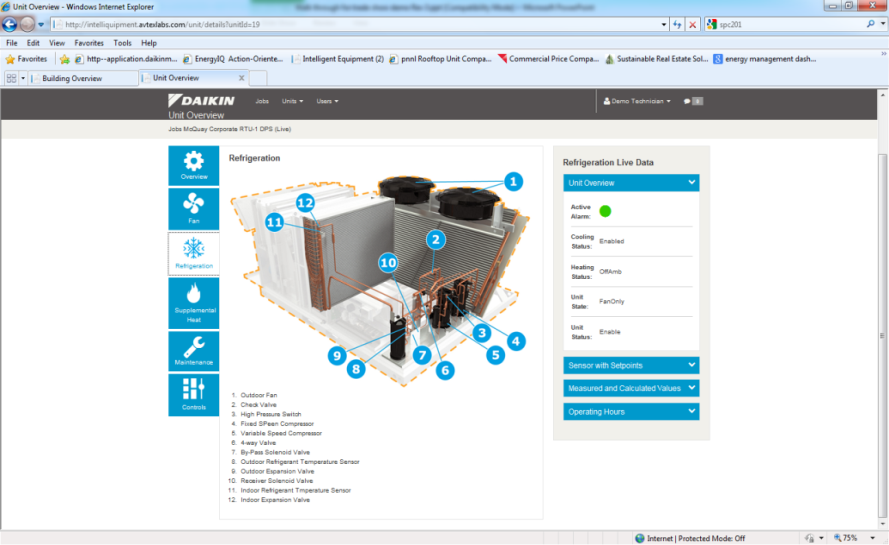 Unit Overview - Windows Internet Explorer
http://intelliquipment.avtexlabs.com/unit/details?unitId=19
spc201
File Edit View Favorites Tools Help
Favorites
http--application.daikinm...
EnergyIQ Action-Oriente...
Intelligent Equipment (2)
pnnl Rooftop Unit Compa...
Commercial Price Compa...
Sustainable Real Estate Sol...
energy management dash...
Building Overview
Unit Overview X
DAIKIN
Jobs Units Users
Demo Technician
Unit Overview
Jobs McQuay Corporate RTU-1 DPS (Live)
Overview
Fan
Refrigeration
Supplemental
Heat
Maintenance
Controls
Refrigeration
1
12
11
2
10
3
4
9
7
5
8
6
1. Outdoor Fan
2. Check Valve
3. High Pressure Switch
4. Fixed SPeen Compressor
5. Variable Speed Compressor
6. 4-way Valve
7. By-Pass Solenoid Valve
8. Outdoor Refrigerant Temperature Sensor
9. Outdoor Expansion Valve
10. Receiver Solenoid Valve
11. Indoor Refrigerant Tmperature Sensor
12. Indoor Expansion Valve
Refrigeration Live Data
Unit Overview
Active
Alarm:
Cooling
Status: Enabled
Heating
Status: OffAmb
Unit
State: FanOnly
Unit
Status: Enable
Sensor with Setpoints
Measured and Calculated Values
Operating Hours
Internet | Protected Mode: Off
75%